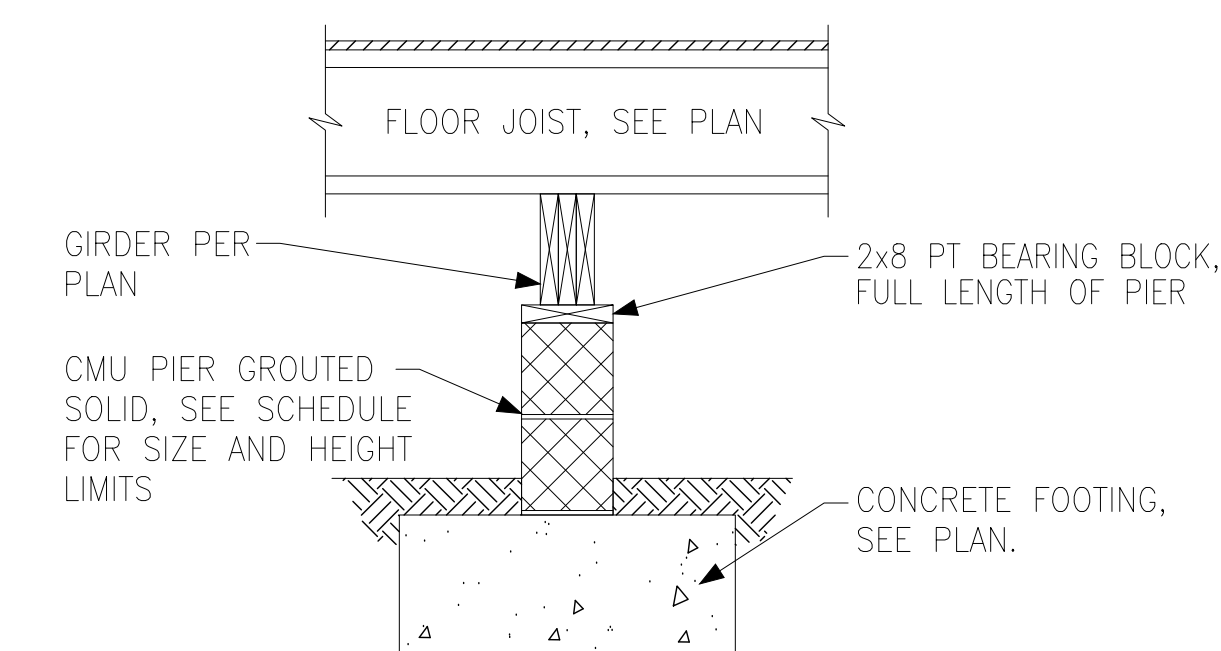 FLOOR JOIST, SEE PLAN
GIRDER PER
PLAN
2x8 PT BEARING BLOCK,
FULL LENGTH OF PIER
CMU PIER GROUTED
SOLID, SEE SCHEDULE
FOR SIZE AND HEIGHT
LIMITS
CONCRETE FOOTING,
SEE PLAN.